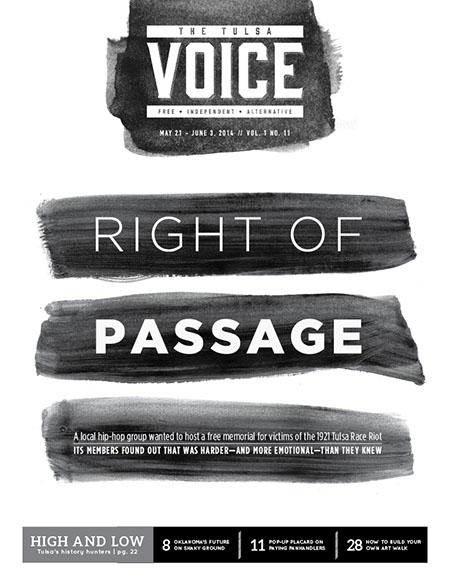 THE TULSA
VOICE
FREE • INDEPENDENT • ALTERNATIVE
MAY 21 - JUNE 3, 2014 // VOL. 1 NO. 11
RIGHT OF
PASSAGE
A local hip-hop group wanted to host a free memorial for victims of the 1921 Tulsa Race Riot
ITS MEMBERS FOUND OUT THAT WAS HARDER—AND MORE EMOTIONAL—THAN THEY KNEW
HIGH AND LOW
Tulsa's history hunters | pg. 22
8 OKLAHOMA'S FUTURE
ON SHAKY GROUND
11 POP-UP PLACARD ON
PAYING PANHANDLERS
28 HOW TO BUILD YOUR
OWN ART WALK